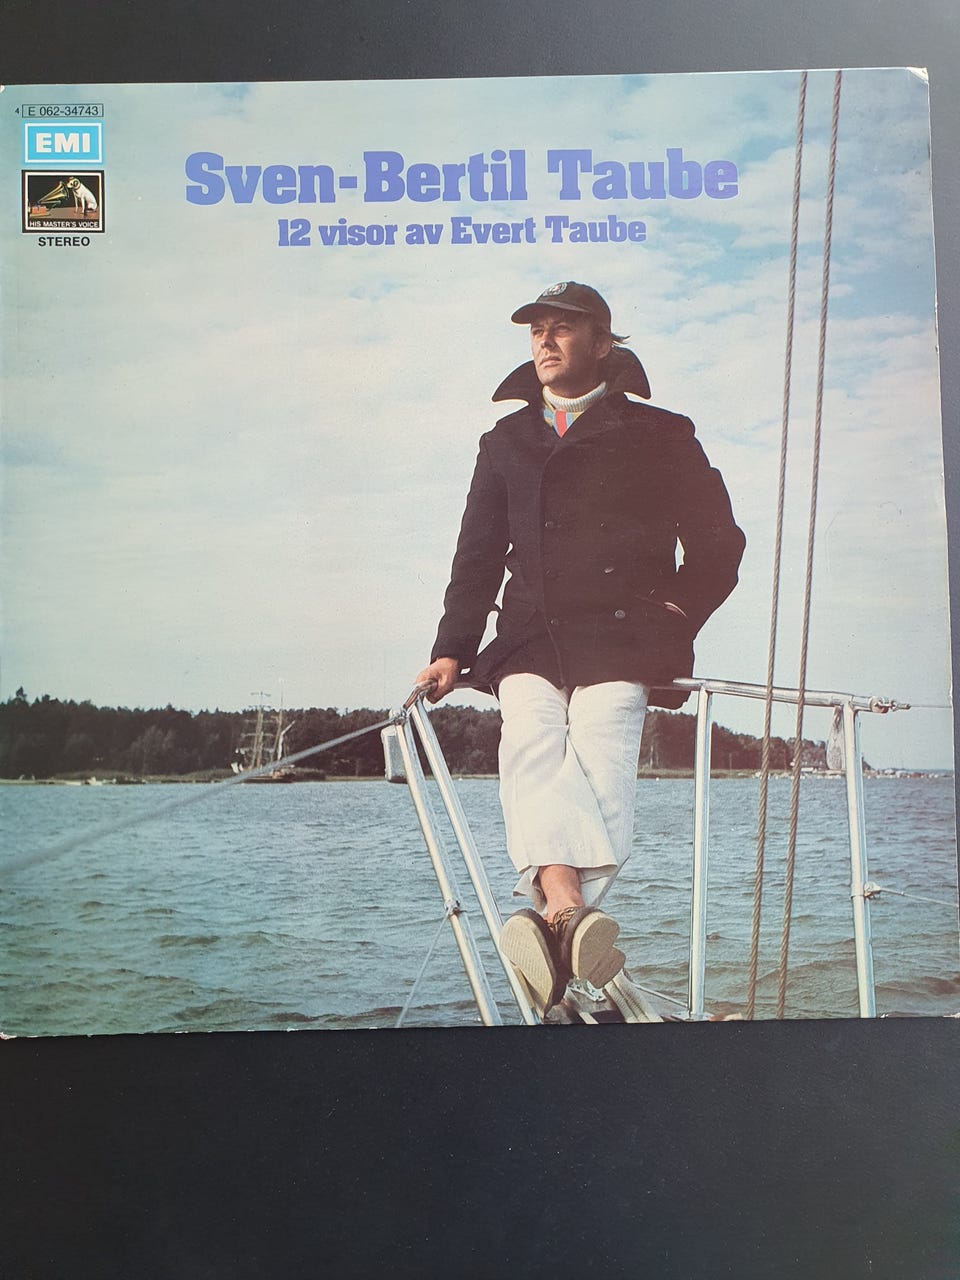 4 E 062-34743
EMI
HIS MASTER'S VOICE
STEREO
Sven-Bertil Taube
12 visor av Evert Taube